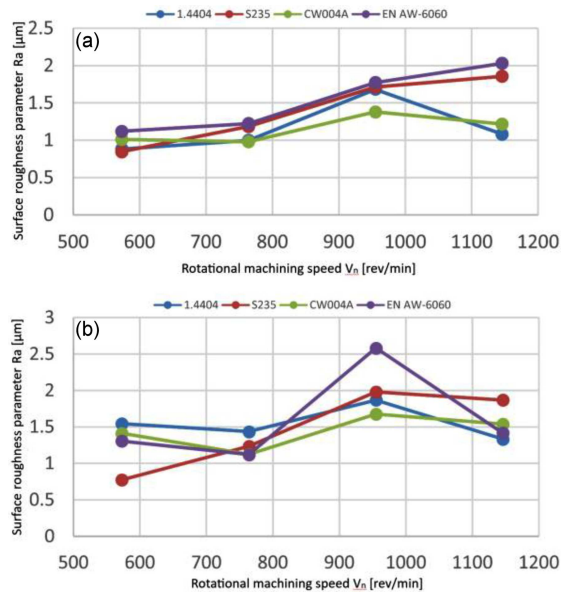 1.4404 S235 CW004A EN AW-6060
(a)
Surface roughness parameter Ra [µm]
2.5
2
1.5
1
0.5
0
500 600 700 800 900 1000 1100 1200
Rotational machining speed Vn [rev/min]
1.4404 S235 CW004A EN AW-6060
(b)
Surface roughness parameter Ra [µm]
3
2.5
2
1.5
1
0.5
0
500 600 700 800 900 1000 1100 1200
Rotational machining speed Vn [rev/min]